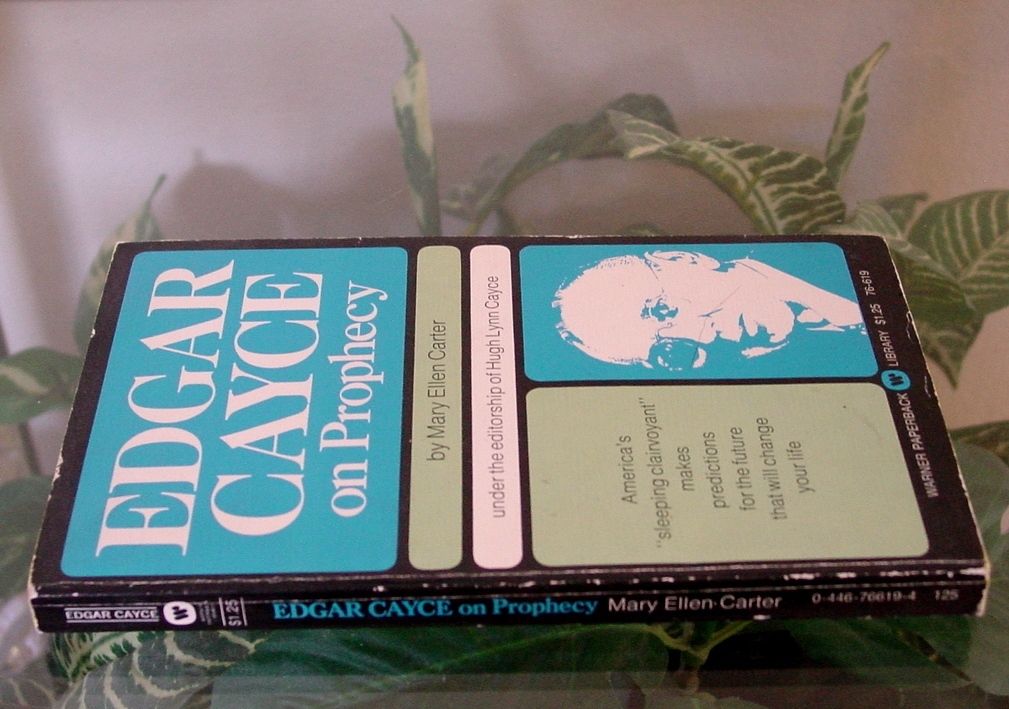 EDGAR
CAYCE
on Prophecy
by Mary Ellen Carter
under the editorship of Hugh Lynn Cayce
America's
"sleeping clairvoyant"
makes
predictions
for the future
that will change
your life
WARNER PAPERBACK W LIBRARY $1.25 76-619
EDGAR CAYCE
W
$1.25
EDGAR CAYCE on Prophecy Mary Ellen Carter 0-446-76619-4 125